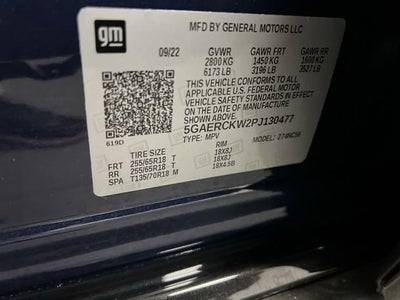 gm
MFD BY GENERAL MOTORS LLC
09/22 GVWR GAWR FRT GAWR RR
2800 KG 1450 KG 1600 KG
6173 LB 3196 LB 3527 LB
THIS VEHICLE CONFORMS TO ALL
APPLICABLE U.S. FEDERAL MOTOR
VEHICLE SAFETY STANDARDS IN EFFECT ON THE
DATE OF MANUFACTURE SHOWN ABOVE.
5GAERCKW2PJ130477
TYPE: MPV
619D
TIRE SIZE RIM
FRT 255/65R18 T 18X8J
RR 255/65R18 T 18X8J
SPA T135/70R18 M 18X4.5B